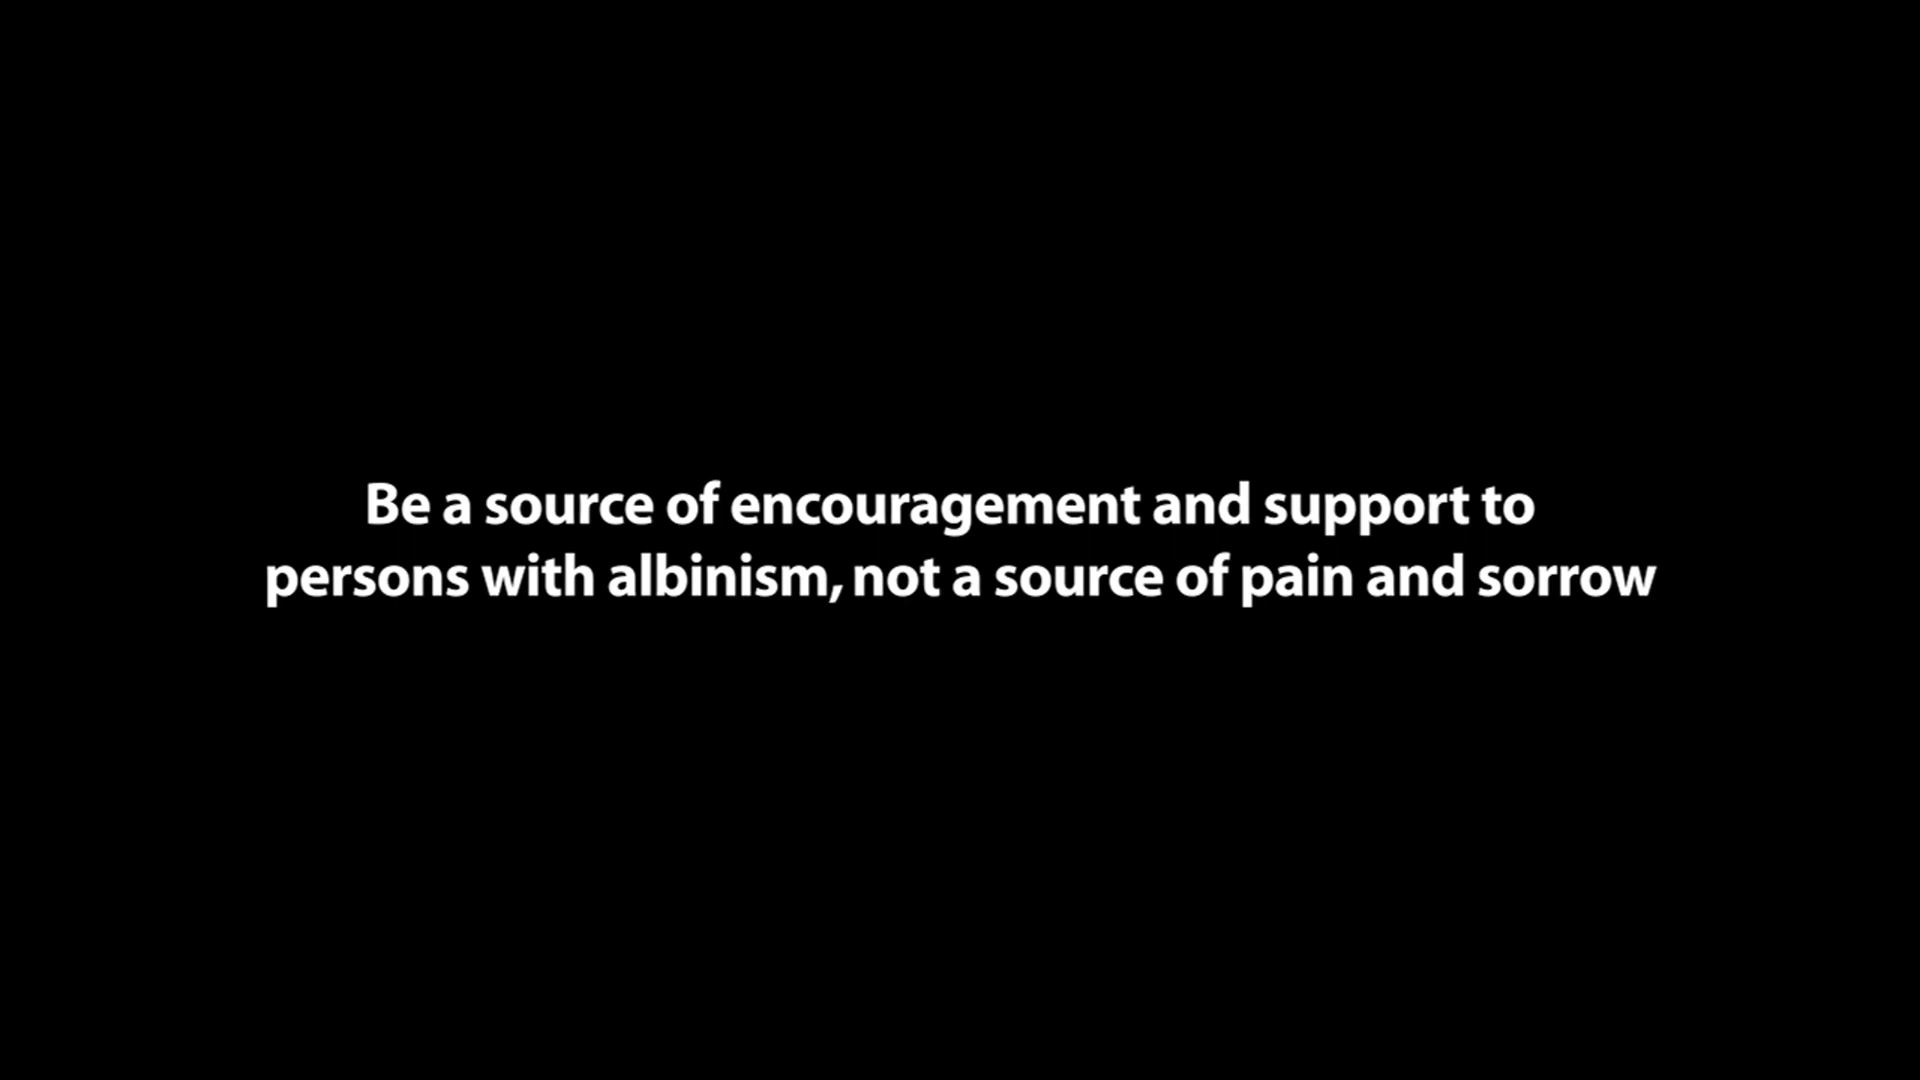 Be a source of encouragement and support to
persons with albinism, not a source of pain and sorrow